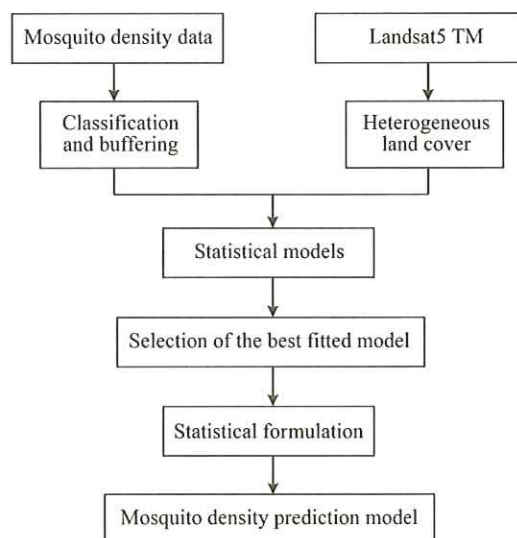 Mosquito density data
Landsat5 TM
Classification
and buffering
Heterogeneous
land cover
Statistical models
Selection of the best fitted model
Statistical formulation
Mosquito density prediction model